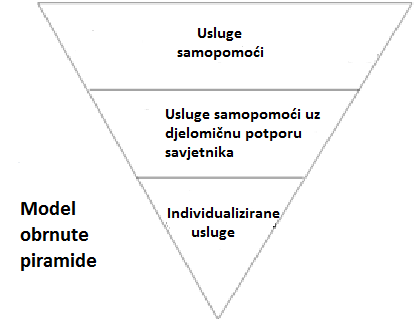 Usluge
samopomoći
Usluge samopomoći uz
djelomičnu potporu
savjetnika
Individualizirane
usluge
Model
obrnute
piramide